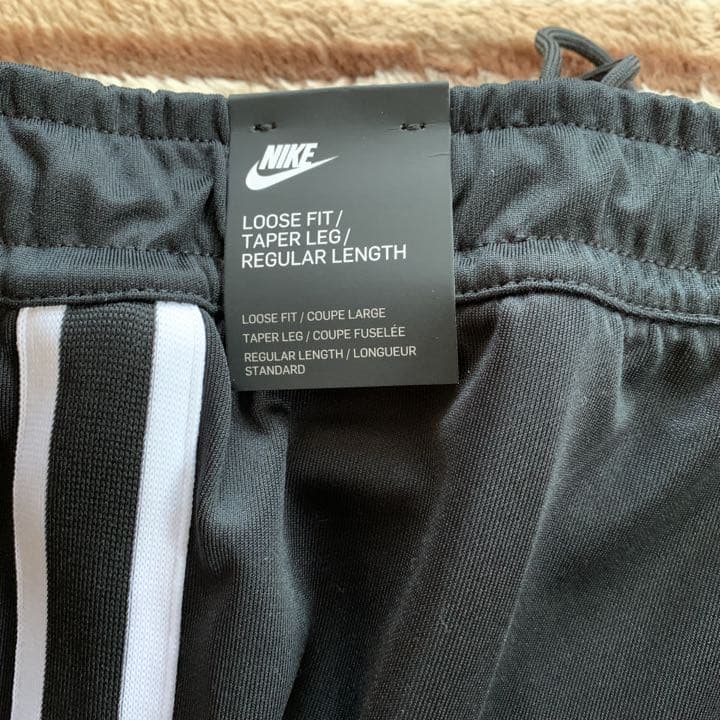 NIKE
LOOSE FIT/
TAPER LEG/
REGULAR LENGTH
LOOSE FIT / COUPE LARGE
TAPER LEG / COUPE FUSELÉE
REGULAR LENGTH / LONGUEUR
STANDARD